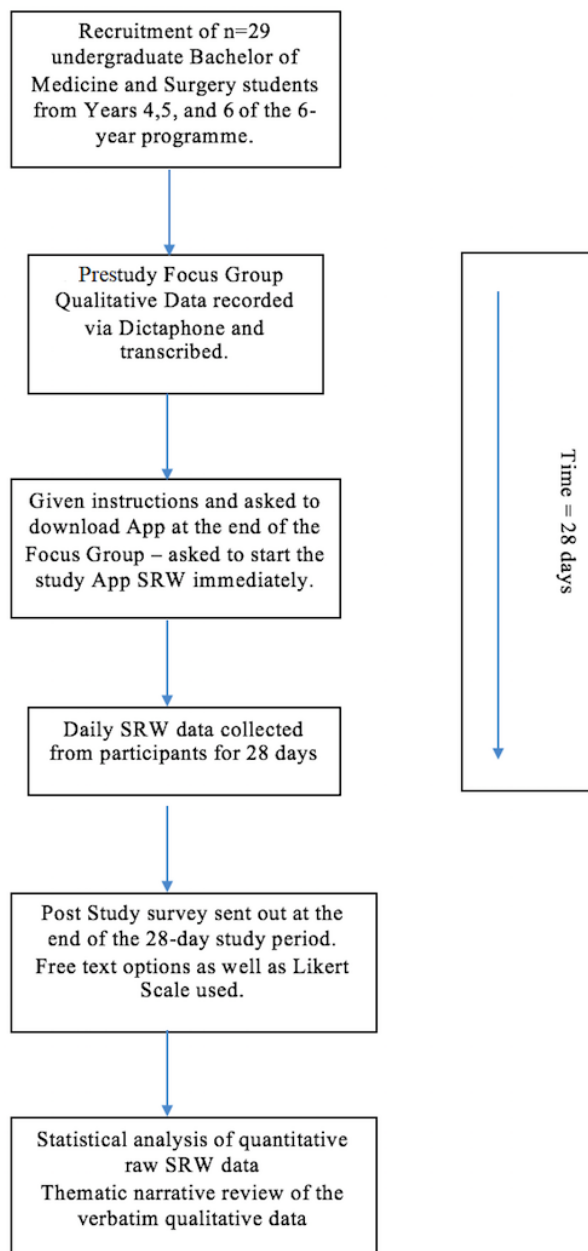 Recruitment of n=29
undergraduate Bachelor of
Medicine and Surgery students
from Years 4,5, and 6 of the 6-
year programme.
Prestudy Focus Group
Qualitative Data recorded
via Dictaphone and
transcribed.
Given instructions and asked to
download App at the end of the
Focus Group – asked to start the
study App SRW immediately.
Daily SRW data collected
from participants for 28 days
Post Study survey sent out at the
end of the 28-day study period.
Free text options as well as Likert
Scale used.
Statistical analysis of quantitative
raw SRW data
Thematic narrative review of the
verbatim qualitative data
Time = 28 days